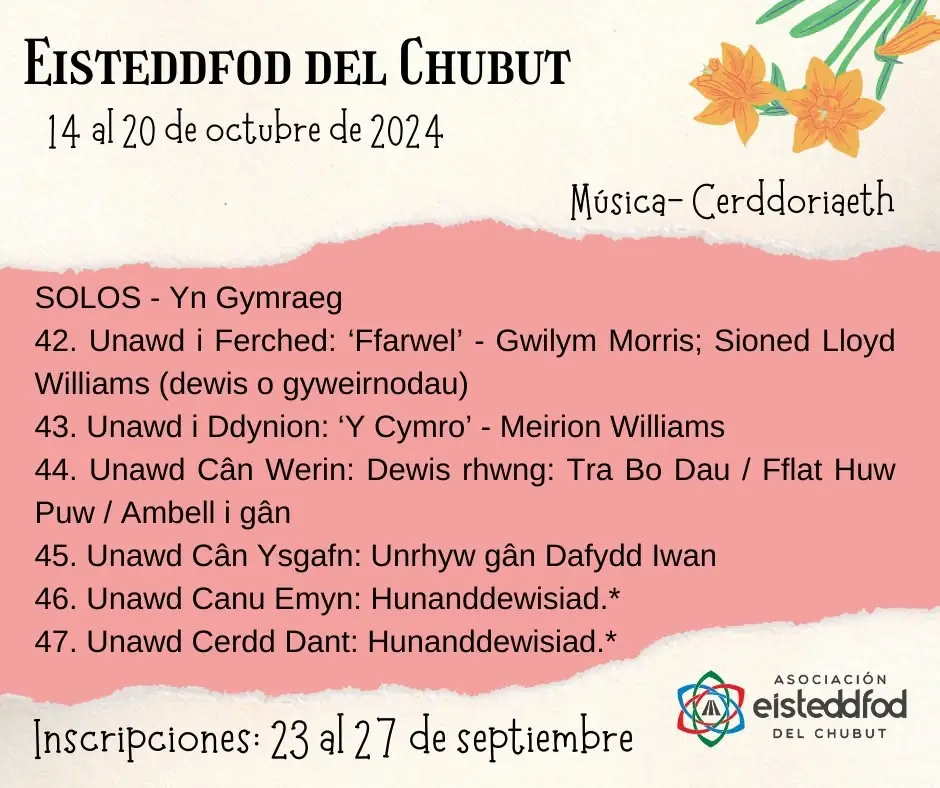 Eisteddfod del Chubut
14 al 20 de octubre de 2024
Música- Cerddoriaeth
SOLOS - Yn Gymraeg
42. Unawd i Ferched: ‘Ffarwel’ - Gwilym Morris; Sioned Lloyd
Williams (dewis o gyweirnodau)
43. Unawd i Ddynion: ‘Y Cymro’ - Meirion Williams
44. Unawd Cân Werin: Dewis rhwng: Tra Bo Dau / Fflat Huw
Puw / Ambell i gân
45. Unawd Cân Ysgafn: Unrhyw gân Dafydd Iwan
46. Unawd Canu Emyn: Hunanddewisiad.*
47. Unawd Cerdd Dant: Hunanddewisiad.*
Inscripciones: 23 al 27 de septiembre
ASOCIACIÓN
eisteddfod
DEL CHUBUT